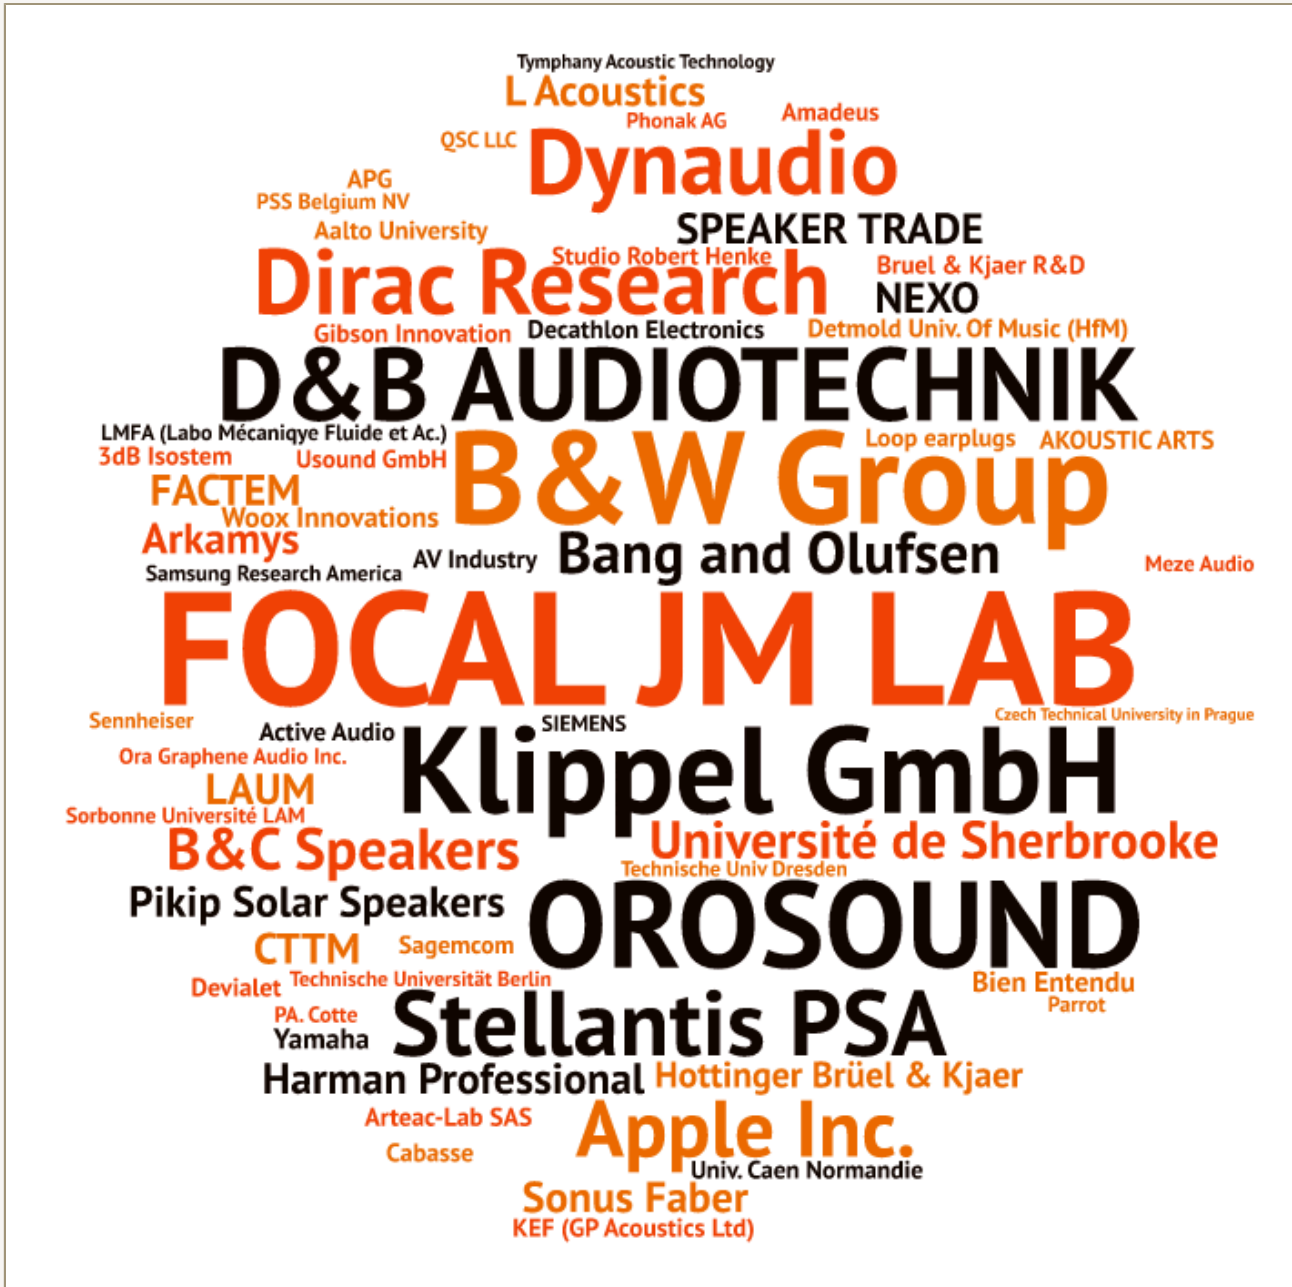 Tymphany Acoustic Technology
L Acoustics
Phonak AG
Amadeus
QSC LLC
Dynaudio
APG
PSS Belgium NV
Aalto University
SPEAKER TRADE
Studio Robert Henke
Dirac Research
Bruel & Kjaer R&D
NEXO
Gibson Innovation
Decathlon Electronics
Detmold Univ. Of Music (HfM)
D&B AUDIOTECHNIK
LMFA (Labo Mécaniqye Fluide et Ac.)
Loop earplugs
AKOUSTIC ARTS
3dB Isostem
Usound GmbH
B&W Group
FACTEM
Woox Innovations
Arkamys
AV Industry
Bang and Olufsen
Meze Audio
Samsung Research America
FOCAL JM LAB
Czech Technical University in Prague
Sennheiser
Active Audio
SIEMENS
Ora Graphene Audio Inc.
Klippel GmbH
LAUM
Sorbonne Université LAM
B&C Speakers
Université de Sherbrooke
Technische Univ Dresden
Pikip Solar Speakers
OROSOUND
CTTM
Sagemcom
Devialet
Technische Universität Berlin
Bien Entendu
Parrot
PA. Cotte
Stellantis PSA
Yamaha
Harman Professional
Hottinger Brüel & Kjaer
Arteac-Lab SAS
Apple Inc.
Cabasse
Univ. Caen Normandie
Sonus Faber
KEF (GP Acoustics Ltd)